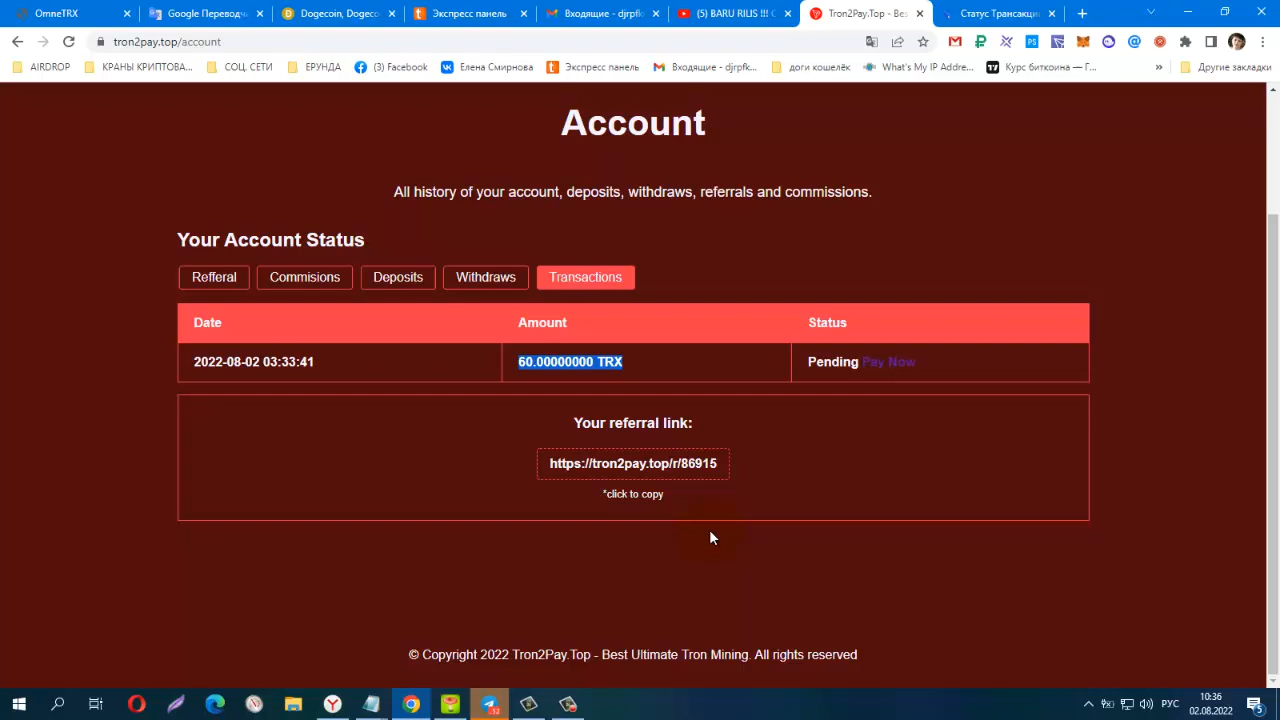 OmneTRX
Google Переводч
Dogecoin, Dogeco
Экспресс панель
Входящие - djrpfk
(5) BARU RILIS !!! C
Tron2Pay.Top - Bes
Статус Транзакци
tron2pay.top/account
AIRDROP
КРАНЫ КРИПТОВА...
СОЦ. СЕТИ
ЕРУНДА
(3) Facebook
Елена Смирнова
Экспресс панель
Входящие - djrpfk...
доги кошелёк
What's My IP Addre...
Курс биткоина — Г...
»
Другие закладки
Account
All history of your account, deposits, withdraws, referrals and commissions.
Your Account Status
Refferal
Commisions
Deposits
Withdraws
Transactions
Date Amount Status
2022-08-02 03:33:41 60.00000000 TRX Pending Pay Now
Your referral link:
https://tron2pay.top/r/86915
*click to copy
© Copyright 2022 Tron2Pay.Top - Best Ultimate Tron Mining. All rights reserved
РУС
10:36
02.08.2022